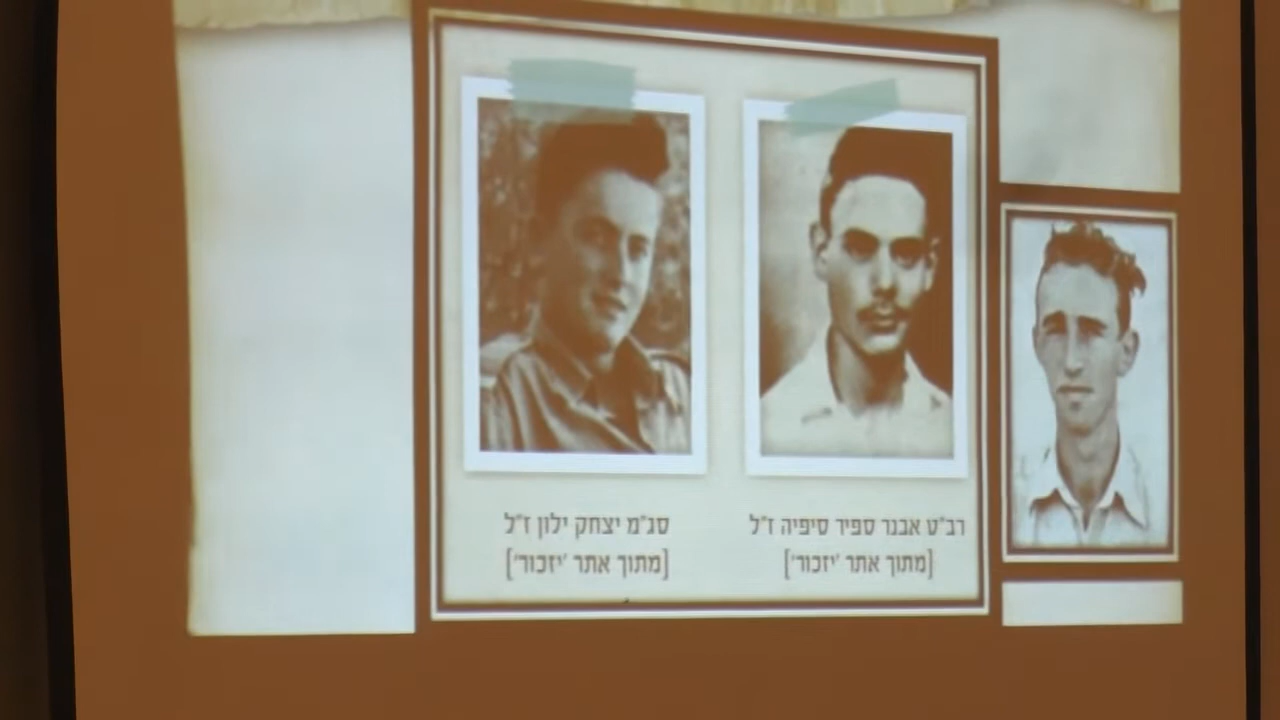 רב"ט אבנר ספיר סיפיה ז"ל
[מתוך אתר 'יזכור']
סג"מ יצחק ילון ז"ל
[מתוך אתר 'יזכור']